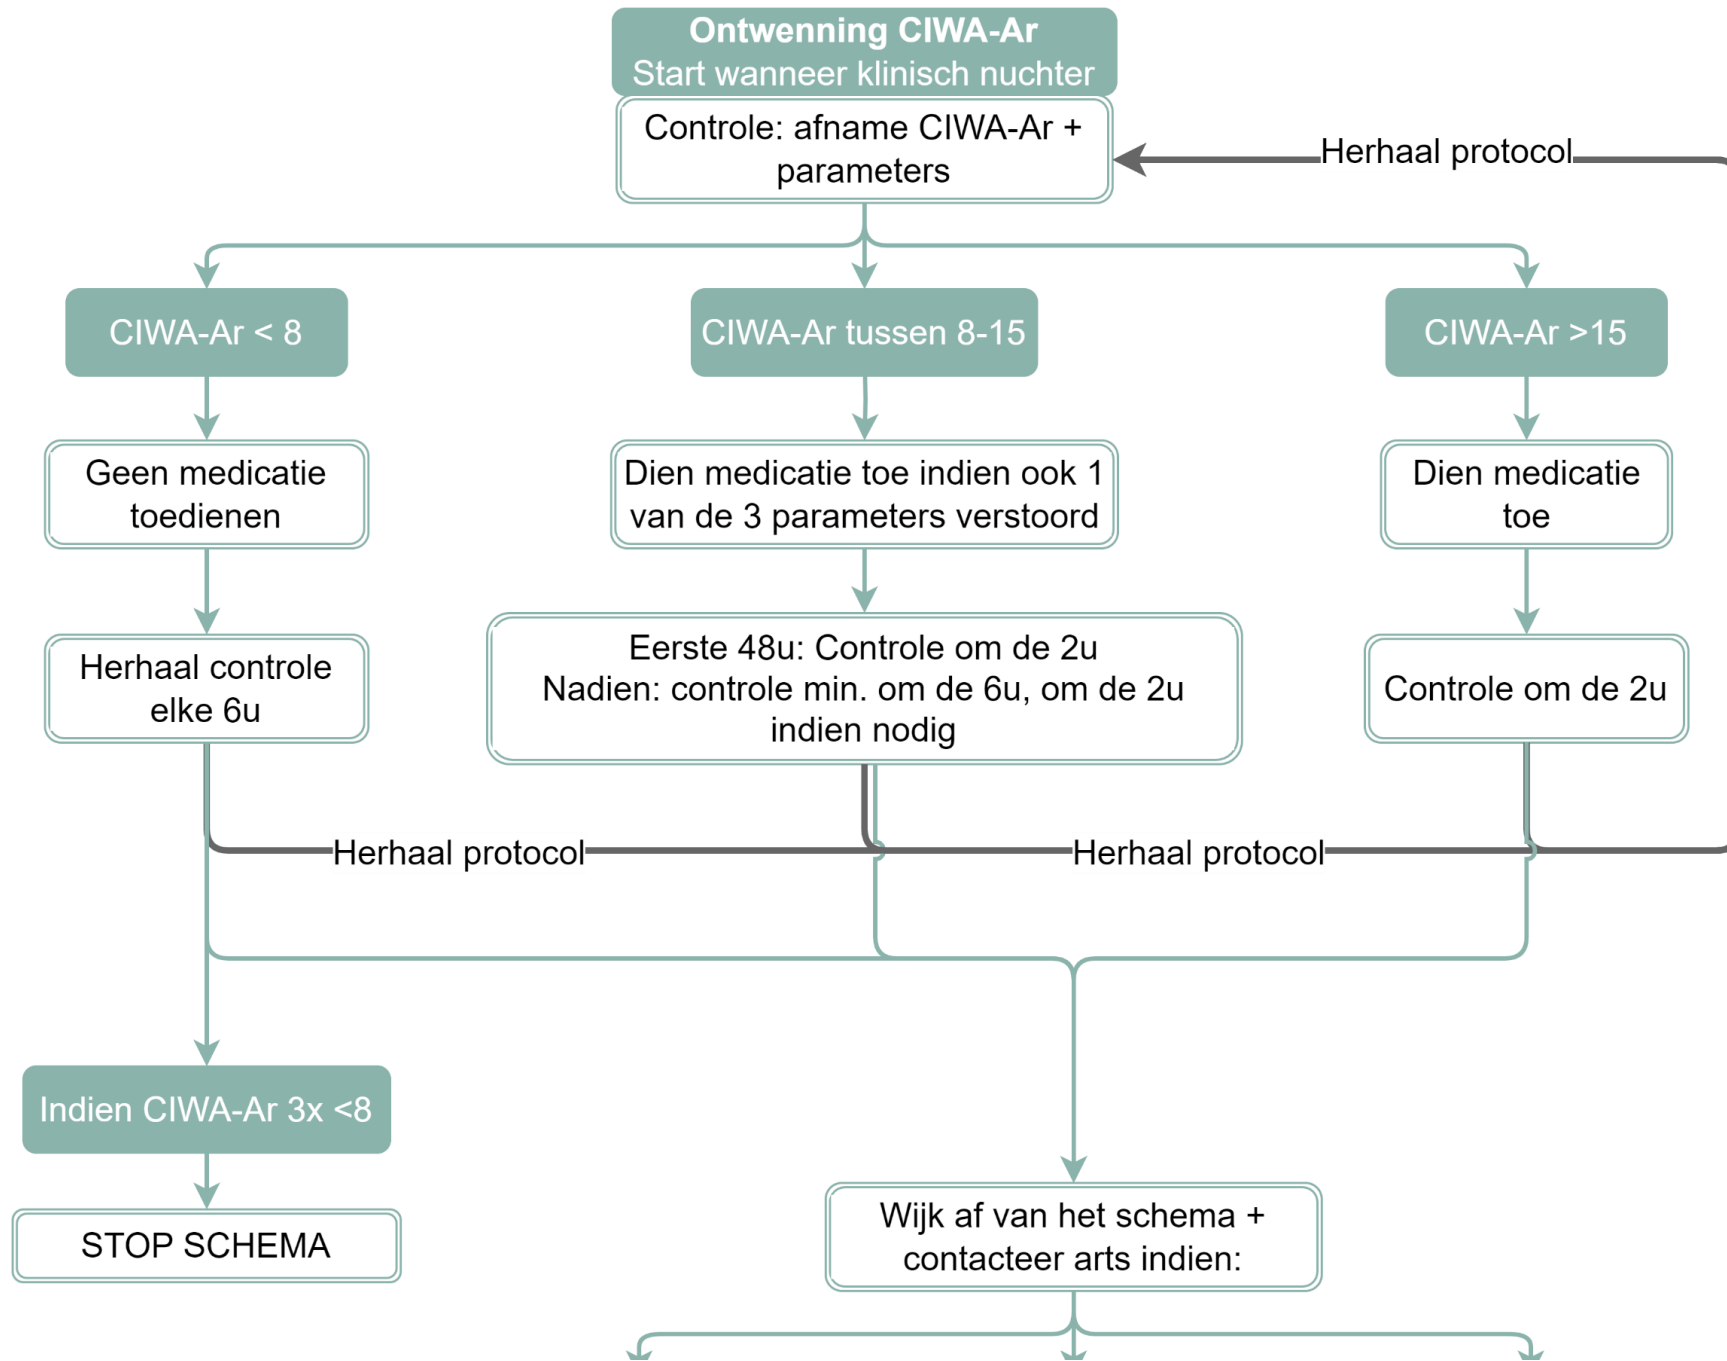 Ontwenning CIWA-Ar
Start wanneer klinisch nuchter
Controle: afname CIWA-Ar +
parameters
Herhaal protocol
CIWA-Ar < 8
CIWA-Ar tussen 8-15
CIWA-Ar >15
Geen medicatie
toedienen
Dien medicatie toe indien ook 1
van de 3 parameters verstoord
Dien medicatie
toe
Herhaal controle
elke 6u
Eerste 48u: Controle om de 2u
Nadien: controle min. om de 6u, om de 2u
indien nodig
Controle om de 2u
Herhaal protocol
Herhaal protocol
Indien CIWA-Ar 3x <8
STOP SCHEMA
Wijk af van het schema +
contacteer arts indien: